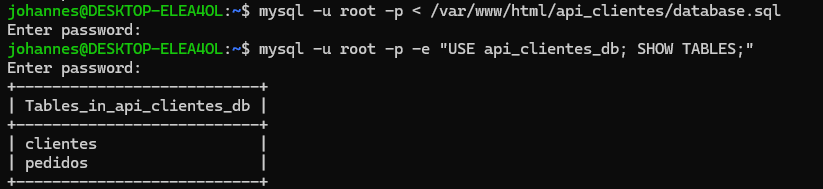 johannes@DESKTOP-ELEA4OL:~$ mysql -u root -p < /var/www/html/api_clientes/database.sql
Enter password:
johannes@DESKTOP-ELEA4OL:~$ mysql -u root -p -e "USE api_clientes_db; SHOW TABLES;"
Enter password:
+---------------------------+
| Tables_in_api_clientes_db |
+---------------------------+
| clientes                  |
| pedidos                   |
+---------------------------+